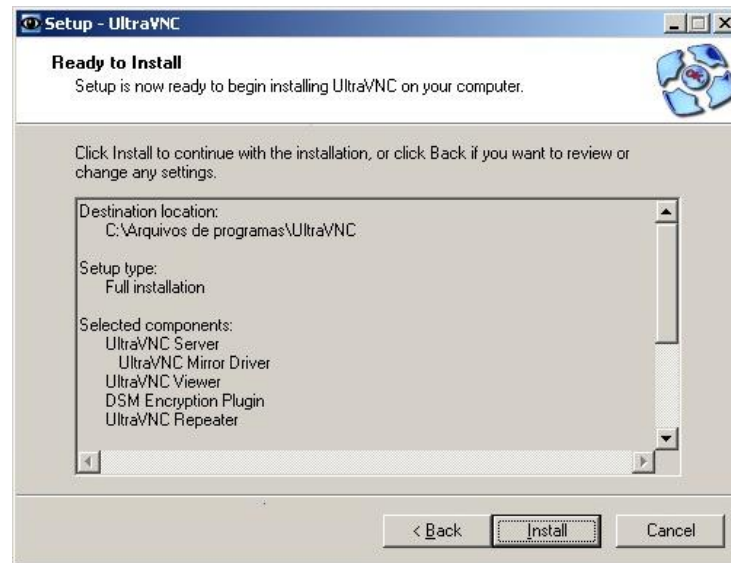 Setup - UltraVNC
Ready to Install
Setup is now ready to begin installing UltraVNC on your computer.
Click Install to continue with the installation, or click Back if you want to review or
change any settings.
Destination location:
C:\Arquivos de programas\UltraVNC
Setup type:
Full installation
Selected components:
UltraVNC Server
UltraVNC Mirror Driver
UltraVNC Viewer
DSM Encryption Plugin
UltraVNC Repeater
< Back Install Cancel